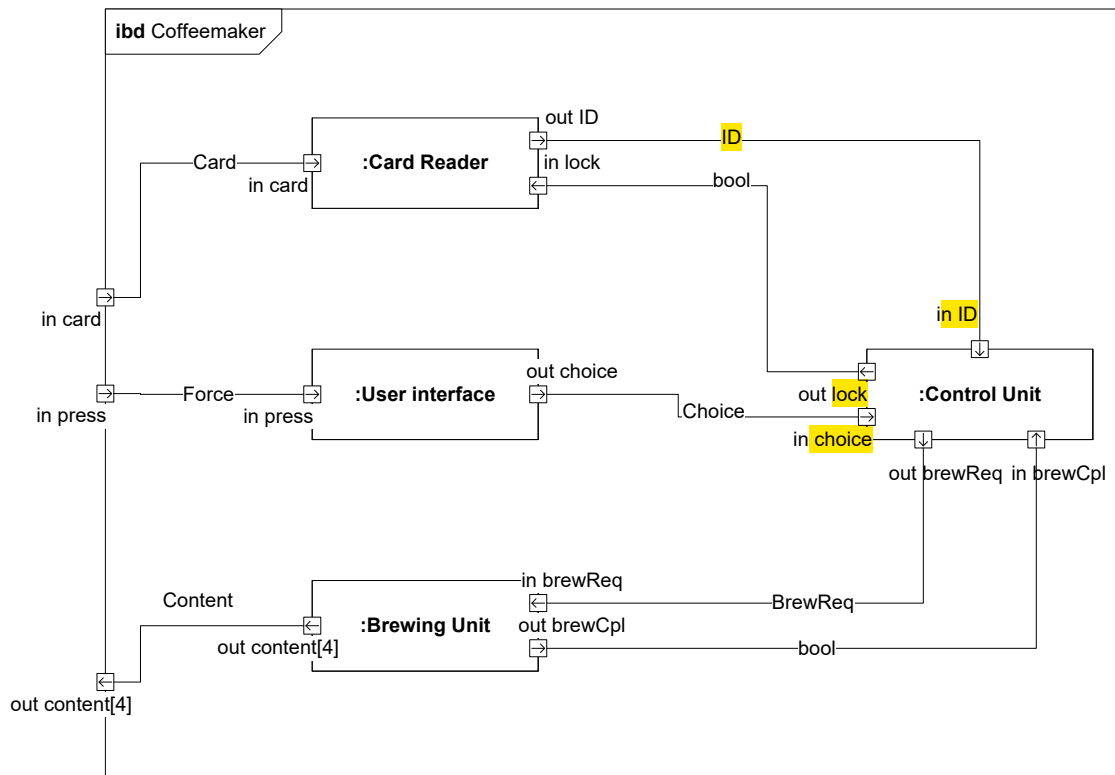 ibd Coffeemaker
out ID
ID
Card
:Card Reader
in lock
in card
bool
in card
in ID
out choice
Force
:User interface
out lock
:Control Unit
in press
in press
Choice
in choice
out brewReq
in brewCpl
in brewReq
Content
BrewReq
:Brewing Unit
out brewCpl
out content[4]
bool
out content[4]